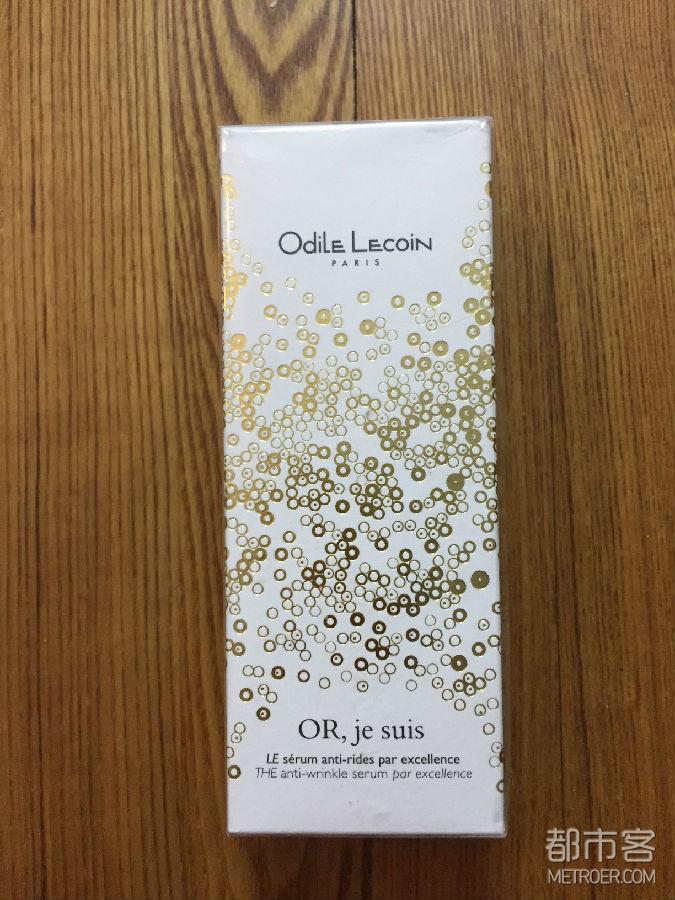 Odile Lecoin
PARIS
OR, je suis
LE sérum anti-rides par excellence
THE anti-wrinkle serum par excellence
都市客
METROER.COM